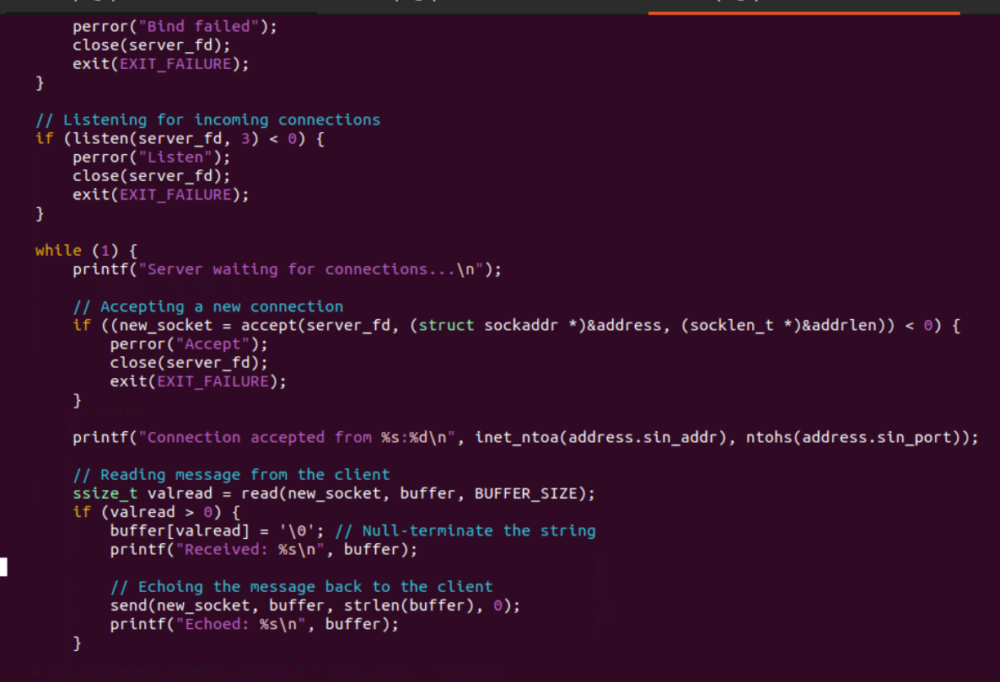 perror("Bind failed");
close(server_fd);
exit(EXIT_FAILURE);
}
// Listening for incoming connections
if (listen(server_fd, 3) < 0) {
perror("Listen");
close(server_fd);
exit(EXIT_FAILURE);
}
while (1) {
printf("Server waiting for connections...\n");
// Accepting a new connection
if ((new_socket = accept(server_fd, (struct sockaddr *)&address, (socklen_t *)&addrlen)) < 0) {
perror("Accept");
close(server_fd);
exit(EXIT_FAILURE);
}
printf("Connection accepted from %s:%d\n", inet_ntoa(address.sin_addr), ntohs(address.sin_port));
// Reading message from the client
ssize_t valread = read(new_socket, buffer, BUFFER_SIZE);
if (valread > 0) {
buffer[valread] = '\0'; // Null-terminate the string
printf("Received: %s\n", buffer);
// Echoing the message back to the client
send(new_socket, buffer, strlen(buffer), 0);
printf("Echoed: %s\n", buffer);
}